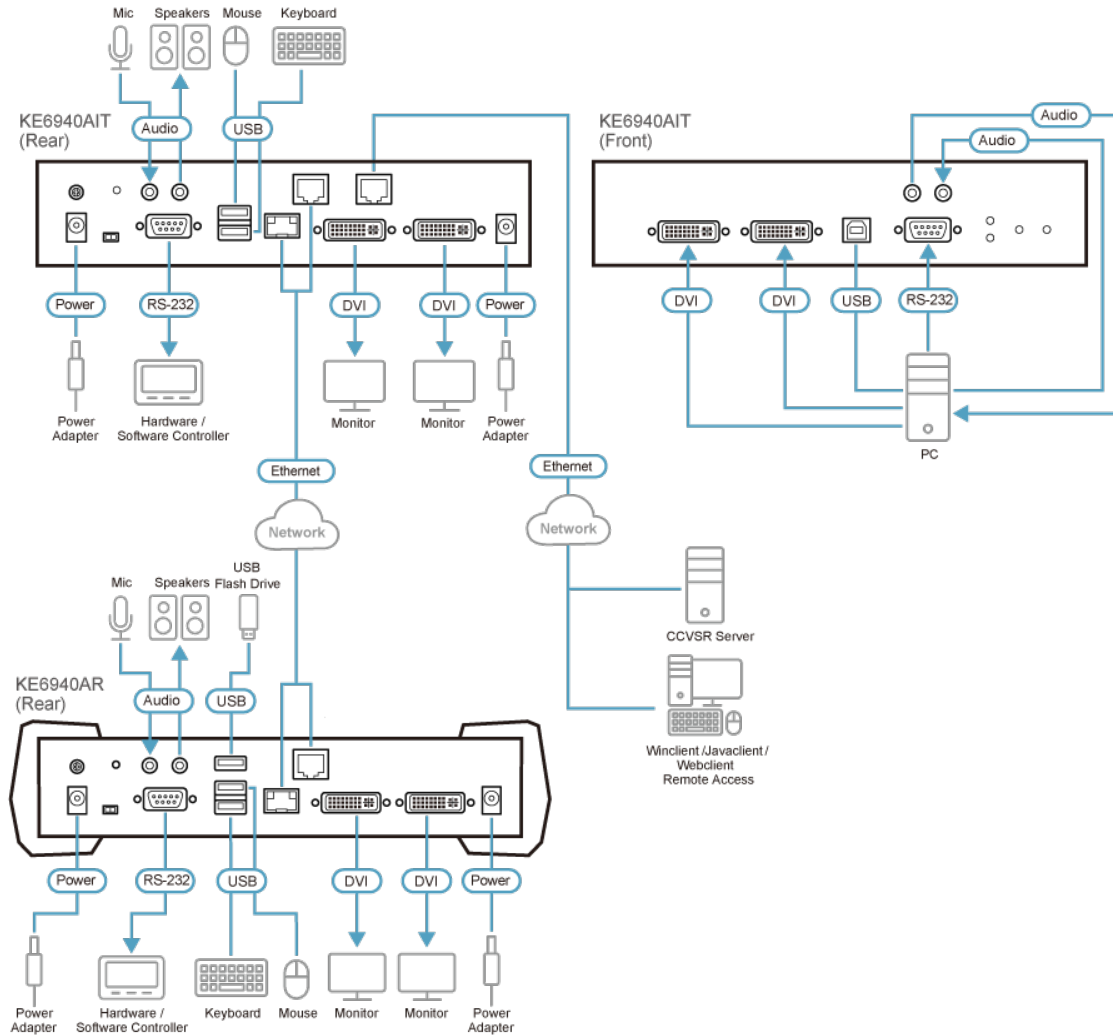 Mic
Speakers
Mouse
Keyboard
KE6940AIT
(Rear)
Audio
USB
KE6940AIT
(Front)
Audio
Audio
Power
RS-232
DVI
DVI
Power
DVI
DVI
USB
RS-232
Power
Adapter
Hardware /
Software Controller
Monitor
Monitor
Power
Adapter
PC
Ethernet
Ethernet
Network
Network
Mic
Speakers
USB
Flash Drive
CCVSR Server
KE6940AR
(Rear)
Audio
USB
Winclient /Javaclient /
Webclient
Remote Access
Power
RS-232
USB
DVI
DVI
Power
Power
Adapter
Hardware /
Software Controller
Keyboard
Mouse
Monitor
Monitor
Power
Adapter